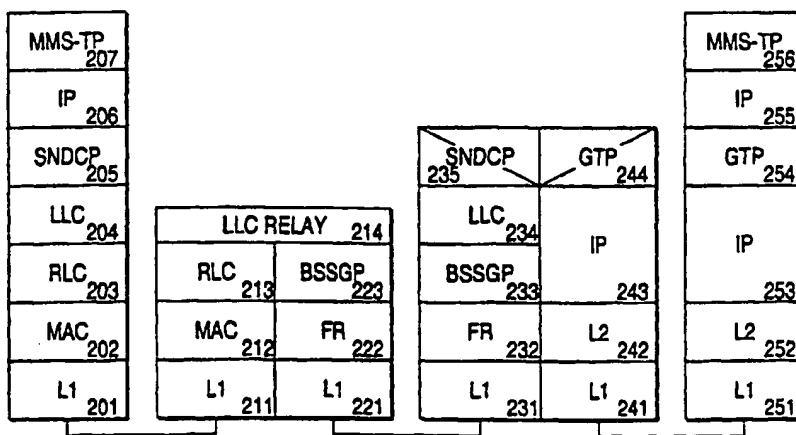 MMS-TP 207
IP 206
SNDCP 205
LLC 204
RLC 203
MAC 202
L1 201
LLC RELAY 214
RLC 213
BSSGP 223
MAC 212
FR 222
L1 211
L1 221
SNDCP 235
GTP 244
LLC 234
IP 243
BSSGP 233
FR 232
L2 242
L1 231
L1 241
MMS-TP 256
IP 255
GTP 254
IP 253
L2 252
L1 251